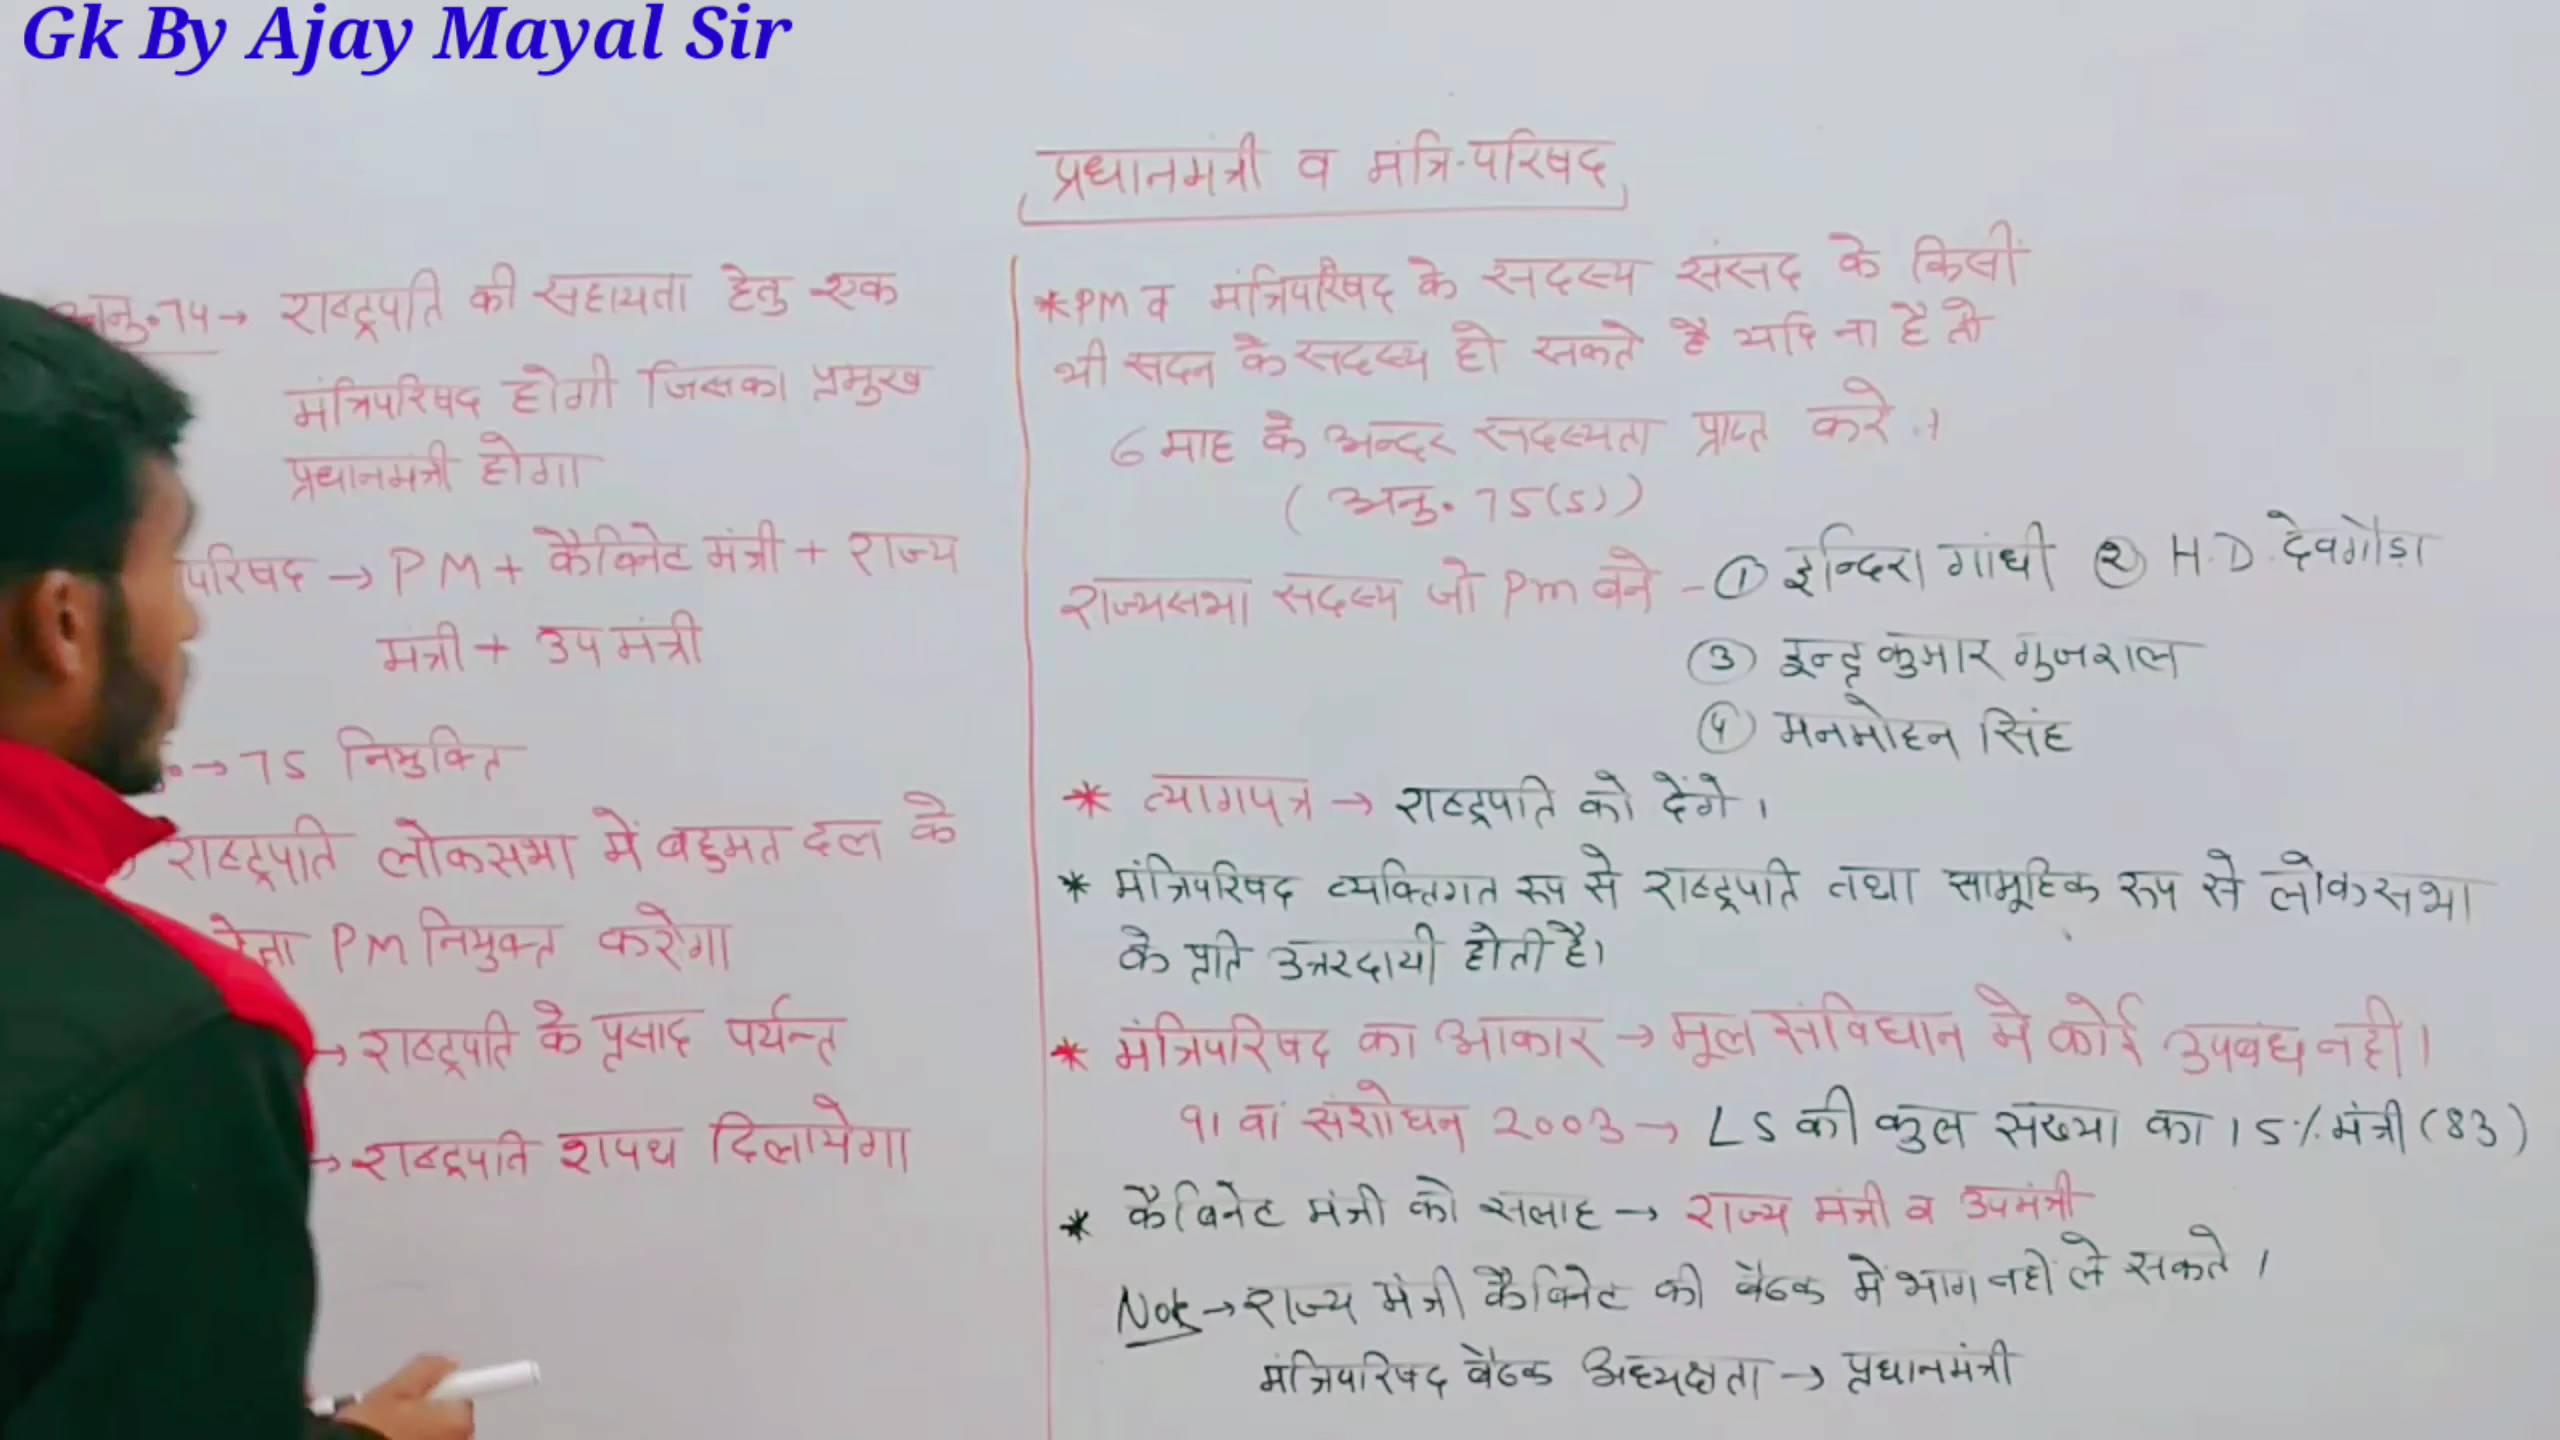 Gk By Ajay Mayal Sir
प्रधानमंत्री व मंत्रि-परिषद
अनु. 74 → राष्ट्रपति की सहायता हेतु एक
मंत्रिपरिषद होगी जिसका प्रमुख
प्रधानमंत्री होगा
परिषद → PM + कैबिनेट मंत्री + राज्य
मंत्री + उपमंत्री
→ 75 नियुक्ति
राष्ट्रपति लोकसभा में बहुमत दल के
नेता PM नियुक्त करेगा
→ राष्ट्रपति के प्रसाद पर्यन्त
→ राष्ट्रपति शपथ दिलायेगा
* PM व मंत्रिपरिषद के सदस्य संसद के किसी
भी सदन के सदस्य हो सकते है यदि ना है तो
6 माह के अन्दर सदस्यता प्राप्त करे ।
( अनु. 75(5) )
राज्यसभा सदस्य जो PM बने - ① इन्दिरा गांधी ② H.D. देवगौड़ा
③ इन्द्र कुमार गुजराल
④ मनमोहन सिंह
* त्यागपत्र → राष्ट्रपति को देंगे ।
* मंत्रिपरिषद व्यक्तिगत रूप से राष्ट्रपति तथा सामूहिक रूप से लोकसभा
के प्रति उत्तरदायी होती है।
* मंत्रिपरिषद का आकार → मूल संविधान मे कोई उपबंध नही ।
91 वां संशोधन 2003 → LS की कुल संख्या का 15% मंत्री (83)
* कैबिनेट मंत्री को सलाह → राज्य मंत्री व उपमंत्री
Note → राज्य मंत्री कैबिनेट की बैठक में भाग नही ले सकते ।
मंत्रिपरिषद बैठक अध्यक्षता → प्रधानमंत्री